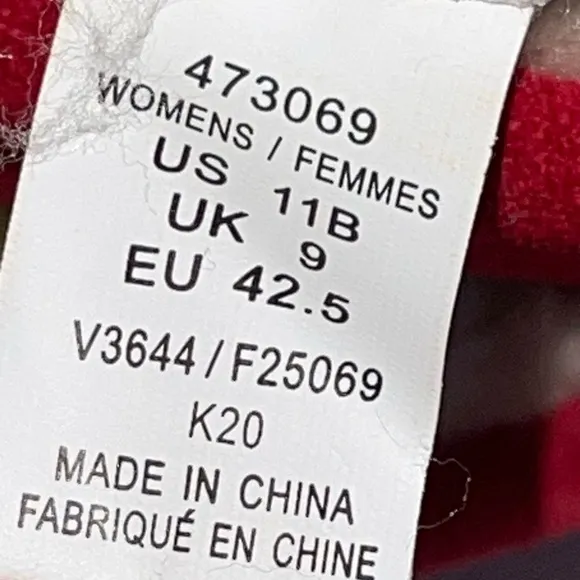 473069
WOMENS / FEMMES
US 11B
UK 9
EU 42.5
V3644 / F25069
K20
MADE IN CHINA
FABRIQUÉ EN CHINE